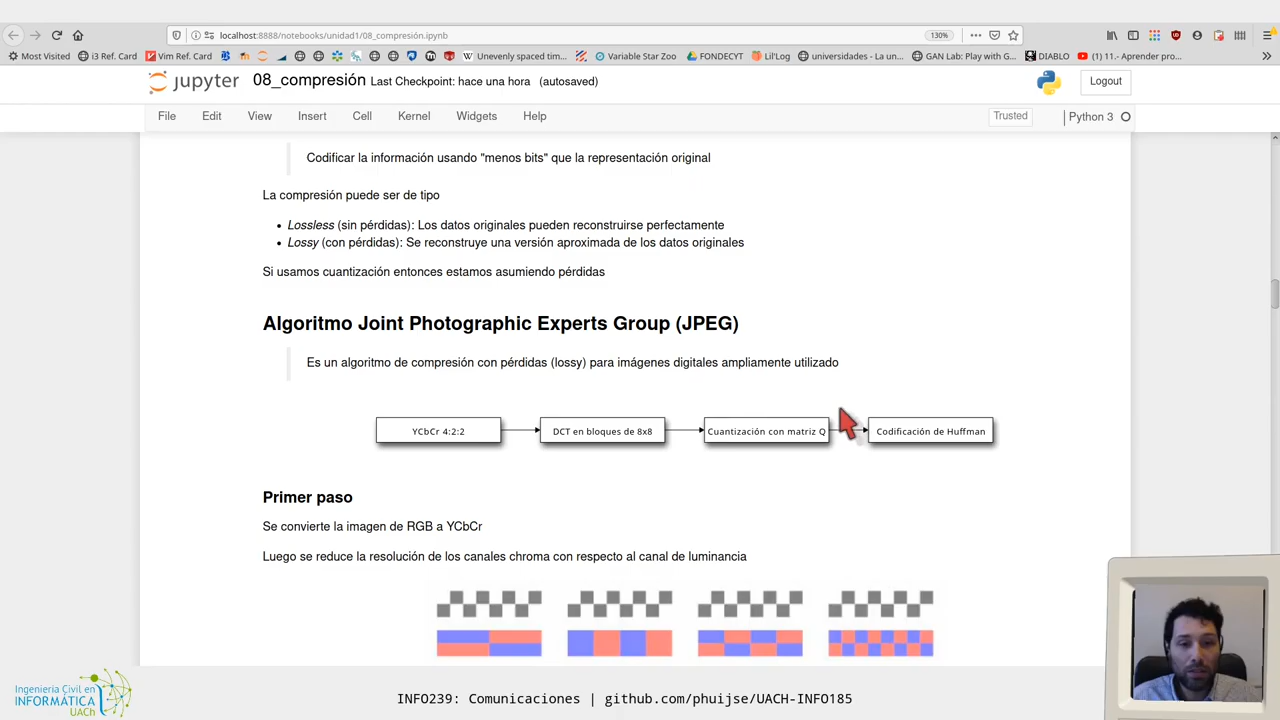 localhost:8888/notebooks/unidad1/08_compresión.ipynb
130%
Most Visited
i3 Ref. Card
Vim Ref. Card
Unevenly spaced tim…
Variable Star Zoo
FONDECYT
Lil'Log
universidades - La un…
GAN Lab: Play with G…
DIABLO
(1) 11.- Aprender pro…
jupyter 08_compresión Last Checkpoint: hace una hora (autosaved)
Logout
File Edit View Insert Cell Kernel Widgets Help
Trusted
Python 3
Codificar la información usando "menos bits" que la representación original
La compresión puede ser de tipo
• Lossless (sin pérdidas): Los datos originales pueden reconstruirse perfectamente
• Lossy (con pérdidas): Se reconstruye una versión aproximada de los datos originales
Si usamos cuantización entonces estamos asumiendo pérdidas
Algoritmo Joint Photographic Experts Group (JPEG)
Es un algoritmo de compresión con pérdidas (lossy) para imágenes digitales ampliamente utilizado
YCbCr 4:2:2
DCT en bloques de 8x8
Cuantización con matriz Q
Codificación de Huffman
Primer paso
Se convierte la imagen de RGB a YCbCr
Luego se reduce la resolución de los canales chroma con respecto al canal de luminancia
Ingeniería Civil en
INFORMÁTICA
UACh
INFO239: Comunicaciones | github.com/phuijse/UACH-INFO185